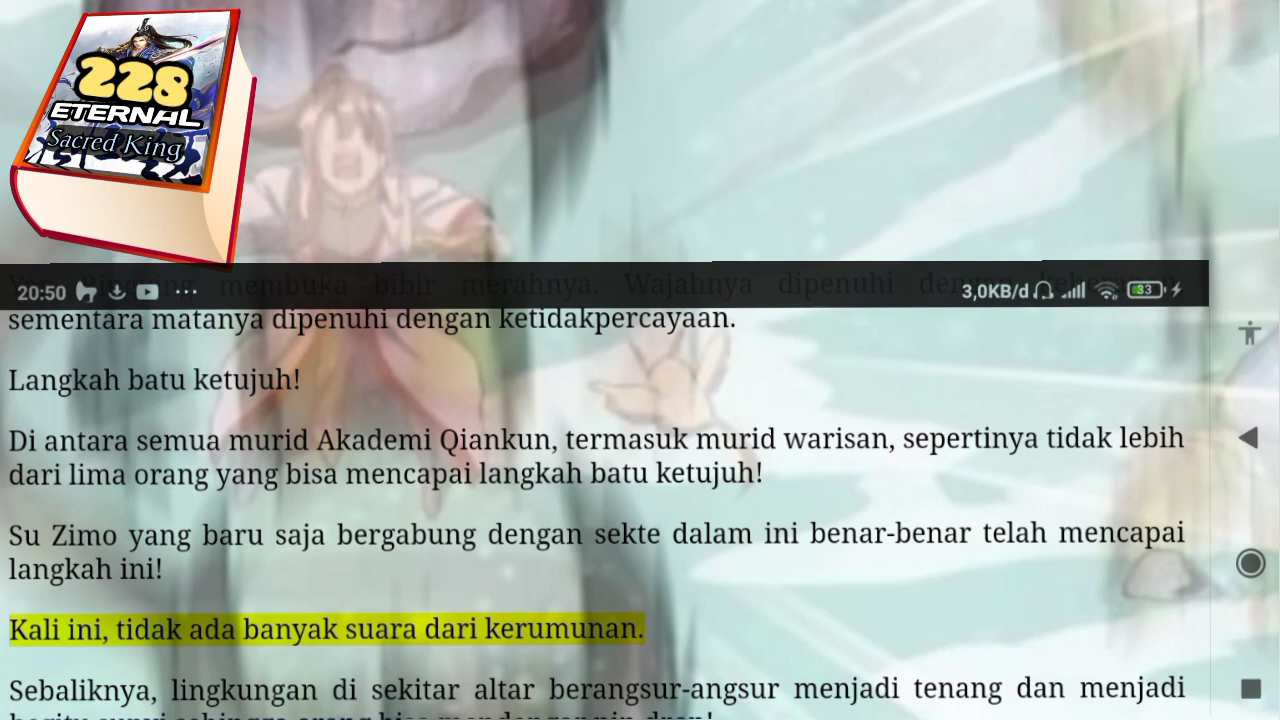 228
ETERNAL
Sacred King
membuka bibir merahnya. Wajahnya dipenuhi dengan
20:50 ... 3,0KB/d 33
sementara matanya dipenuhi dengan ketidakpercayaan.
Langkah batu ketujuh!
Di antara semua murid Akademi Qiankun, termasuk murid warisan, sepertinya tidak lebih
dari lima orang yang bisa mencapai langkah batu ketujuh!
Su Zimo yang baru saja bergabung dengan sekte dalam ini benar-benar telah mencapai
langkah ini!
Kali ini, tidak ada banyak suara dari kerumunan.
Sebaliknya, lingkungan di sekitar altar berangsur-angsur menjadi tenang dan menjadi